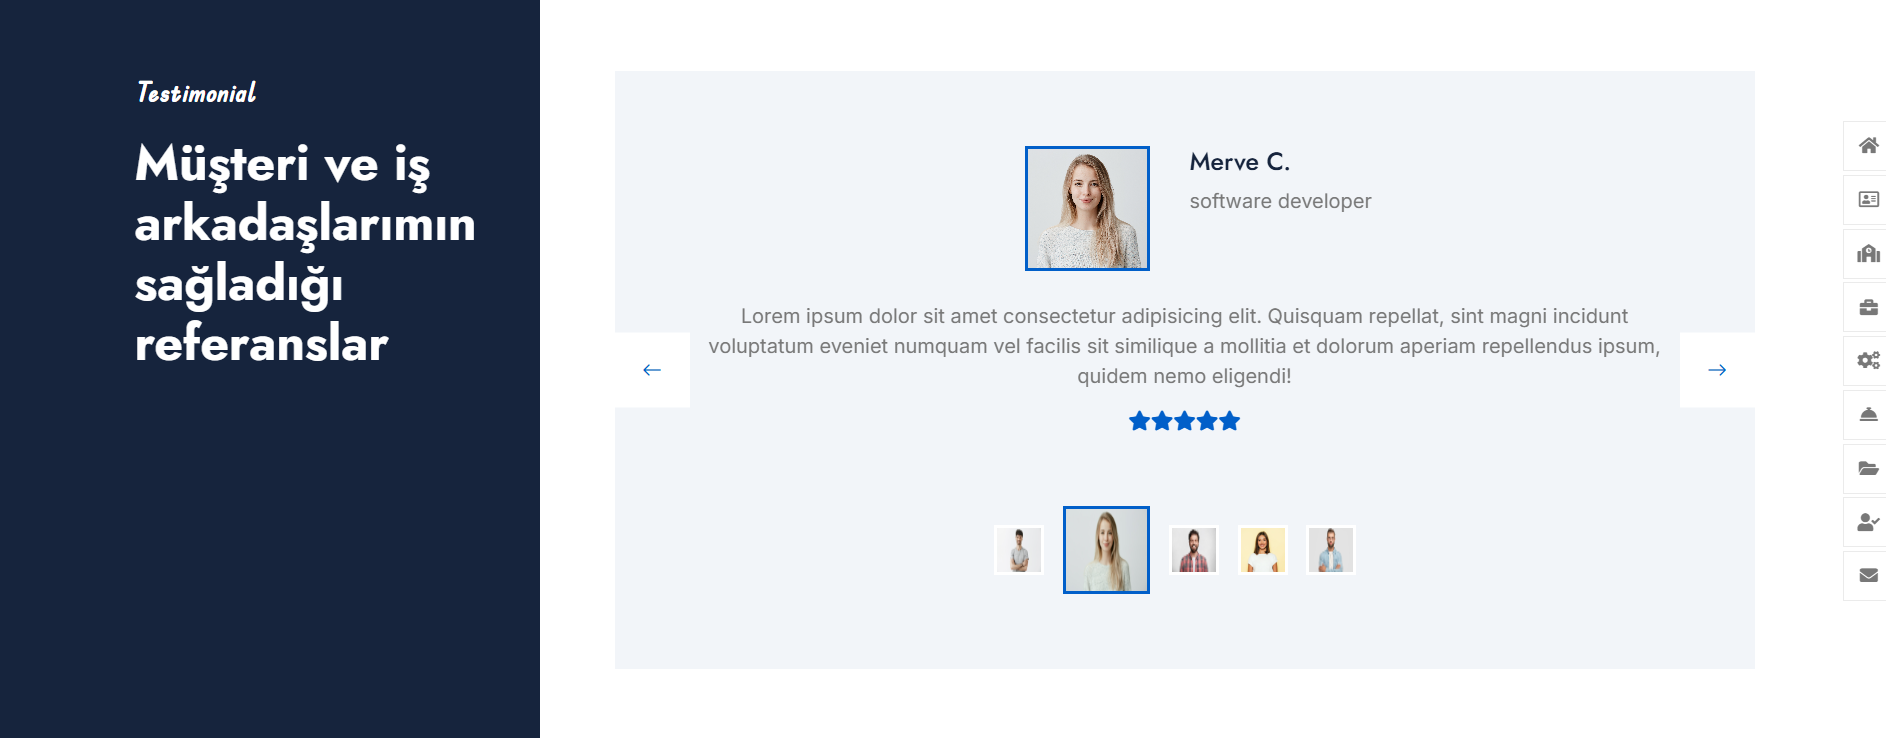 Testimonial
Müşteri ve iş
arkadaşlarımın
sağladığı
referanslar
Merve C.
software developer
Lorem ipsum dolor sit amet consectetur adipisicing elit. Quisquam repellat, sint magni incidunt
voluptatum eveniet numquam vel facilis sit similique a mollitia et dolorum aperiam repellendus ipsum,
quidem nemo eligendi!